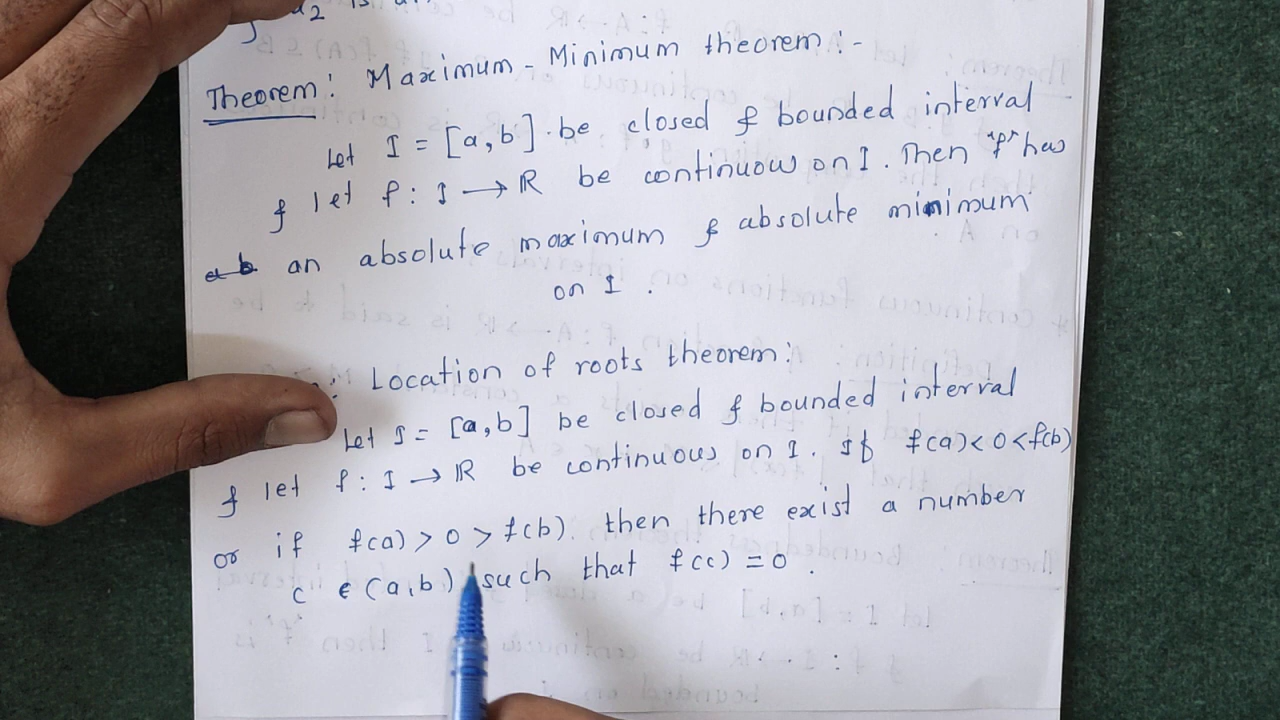 Theorem: Maximum - Minimum theorem :-
Let I = [a, b] be closed & bounded interval
& let f : I → R be continuous on I. Then "f" has
an absolute maximum & absolute minimum
on I .
Location of roots theorem:
Let I = [a, b] be closed & bounded interval
& let f : I → R be continuous on I. If f(a) < 0 < f(b)
or if f(a) > 0 > f(b). then there exist a number
c ∈ (a, b) such that f(c) = 0 .